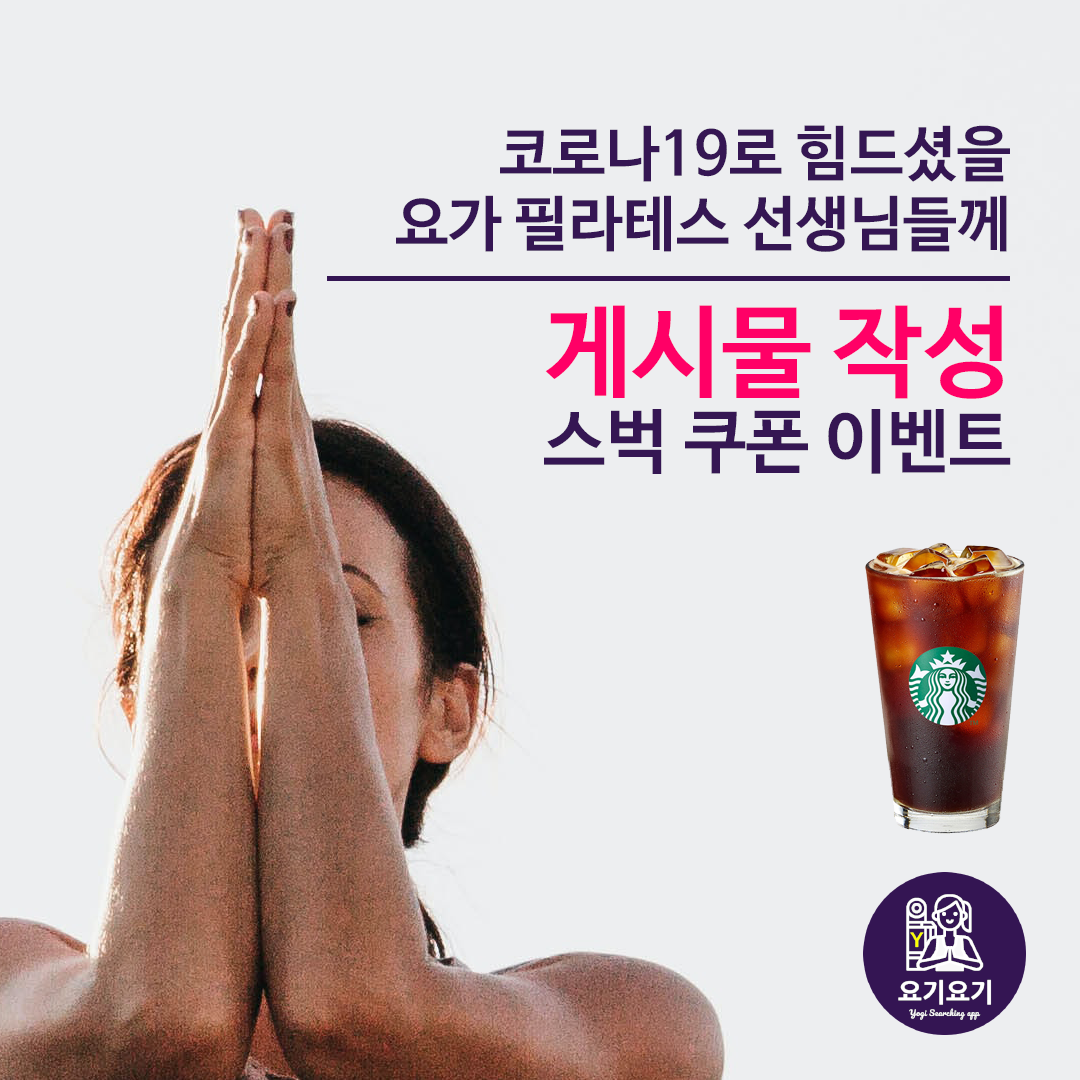 코로나19로 힘드셨을
요가 필라테스 선생님들께
게시물 작성
스벅 쿠폰 이벤트
Y
요기요기
Yogi Searching app